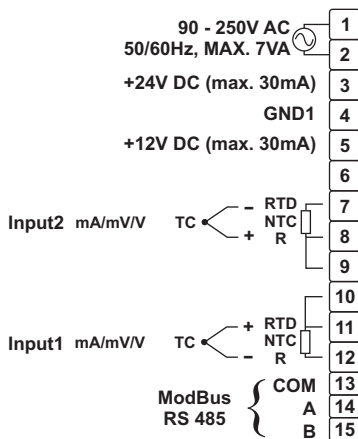 90 - 250V AC 1
50/60Hz, MAX. 7VA 2
+24V DC (max. 30mA) 3
GND1 4
+12V DC (max. 30mA) 5
6
− RTD 7
Input2 mA/mV/V TC NTC
+ R 8
9
10
+ RTD 11
Input1 mA/mV/V TC NTC
− R 12
COM 13
ModBus
RS 485
A 14
B 15